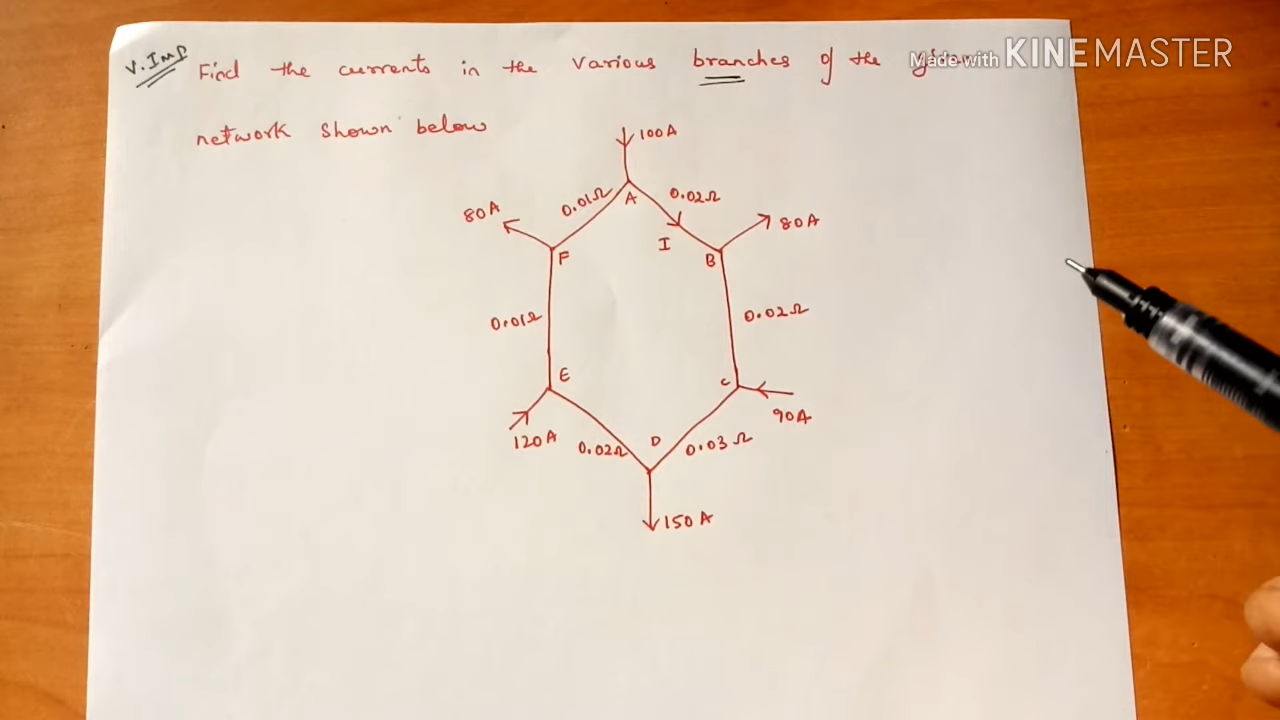 V. Imp
Find the currents in the various branches of the
Made with KINEMASTER
network shown below
100A
0.01Ω
A
0.02Ω
80A
I
80A
F
B
0.01Ω
0.02Ω
E
C
120A
0.02Ω
D
0.03Ω
90A
150A